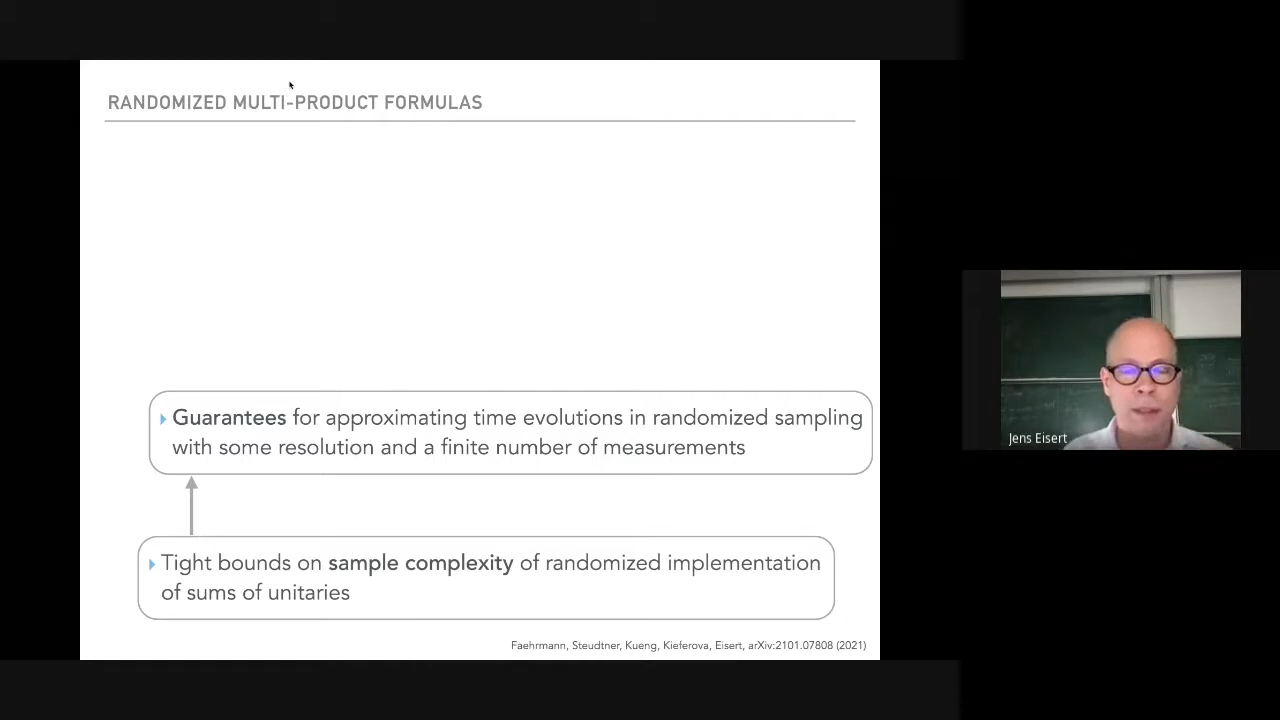 RANDOMIZED MULTI-PRODUCT FORMULAS
Guarantees for approximating time evolutions in randomized sampling
with some resolution and a finite number of measurements
Tight bounds on sample complexity of randomized implementation
of sums of unitaries
Faehrmann, Steudtner, Kueng, Kieferova, Eisert, arXiv:2101.07808 (2021)
Jens Eisert